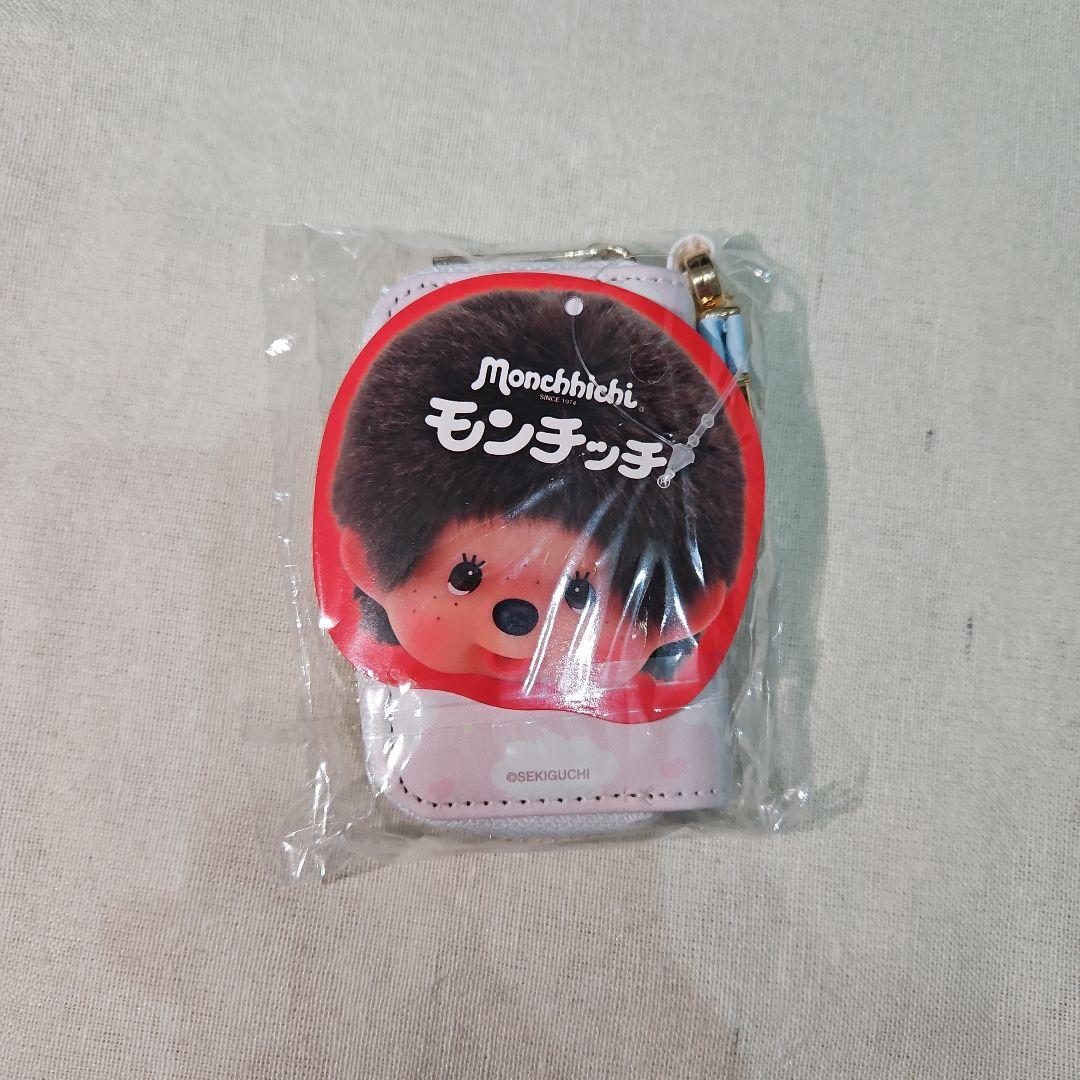 Monchhichi
SINCE 1974
モンチッチ®
©SEKIGUCHI